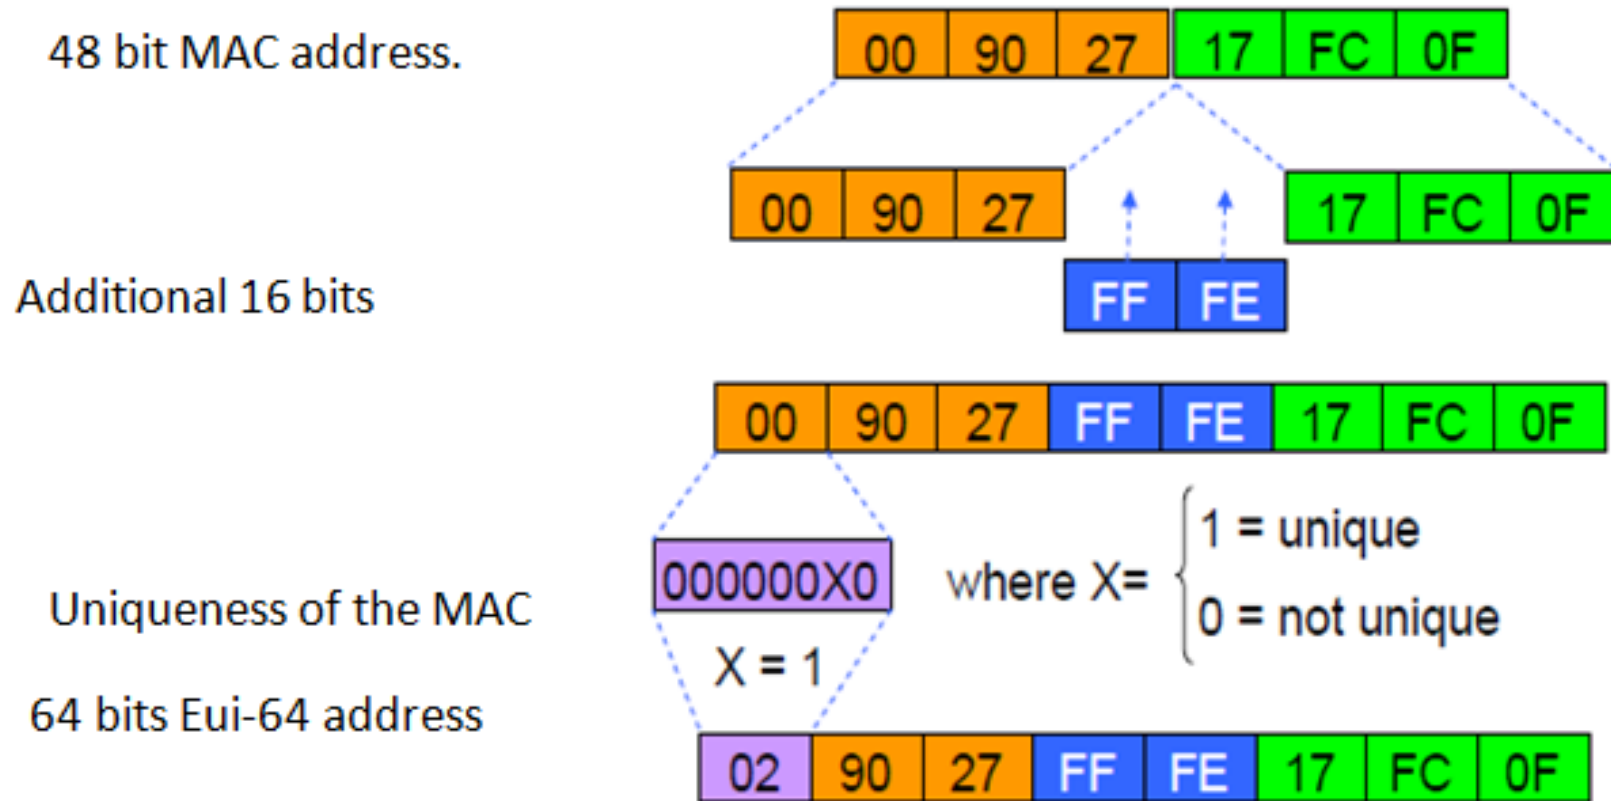 48 bit MAC address.
00 90 27 17 FC 0F
00 90 27 17 FC 0F
Additional 16 bits
FF FE
00 90 27 FF FE 17 FC 0F
000000X0
where X=
1 = unique
0 = not unique
Uniqueness of the MAC
X = 1
64 bits Eui-64 address
02 90 27 FF FE 17 FC 0F